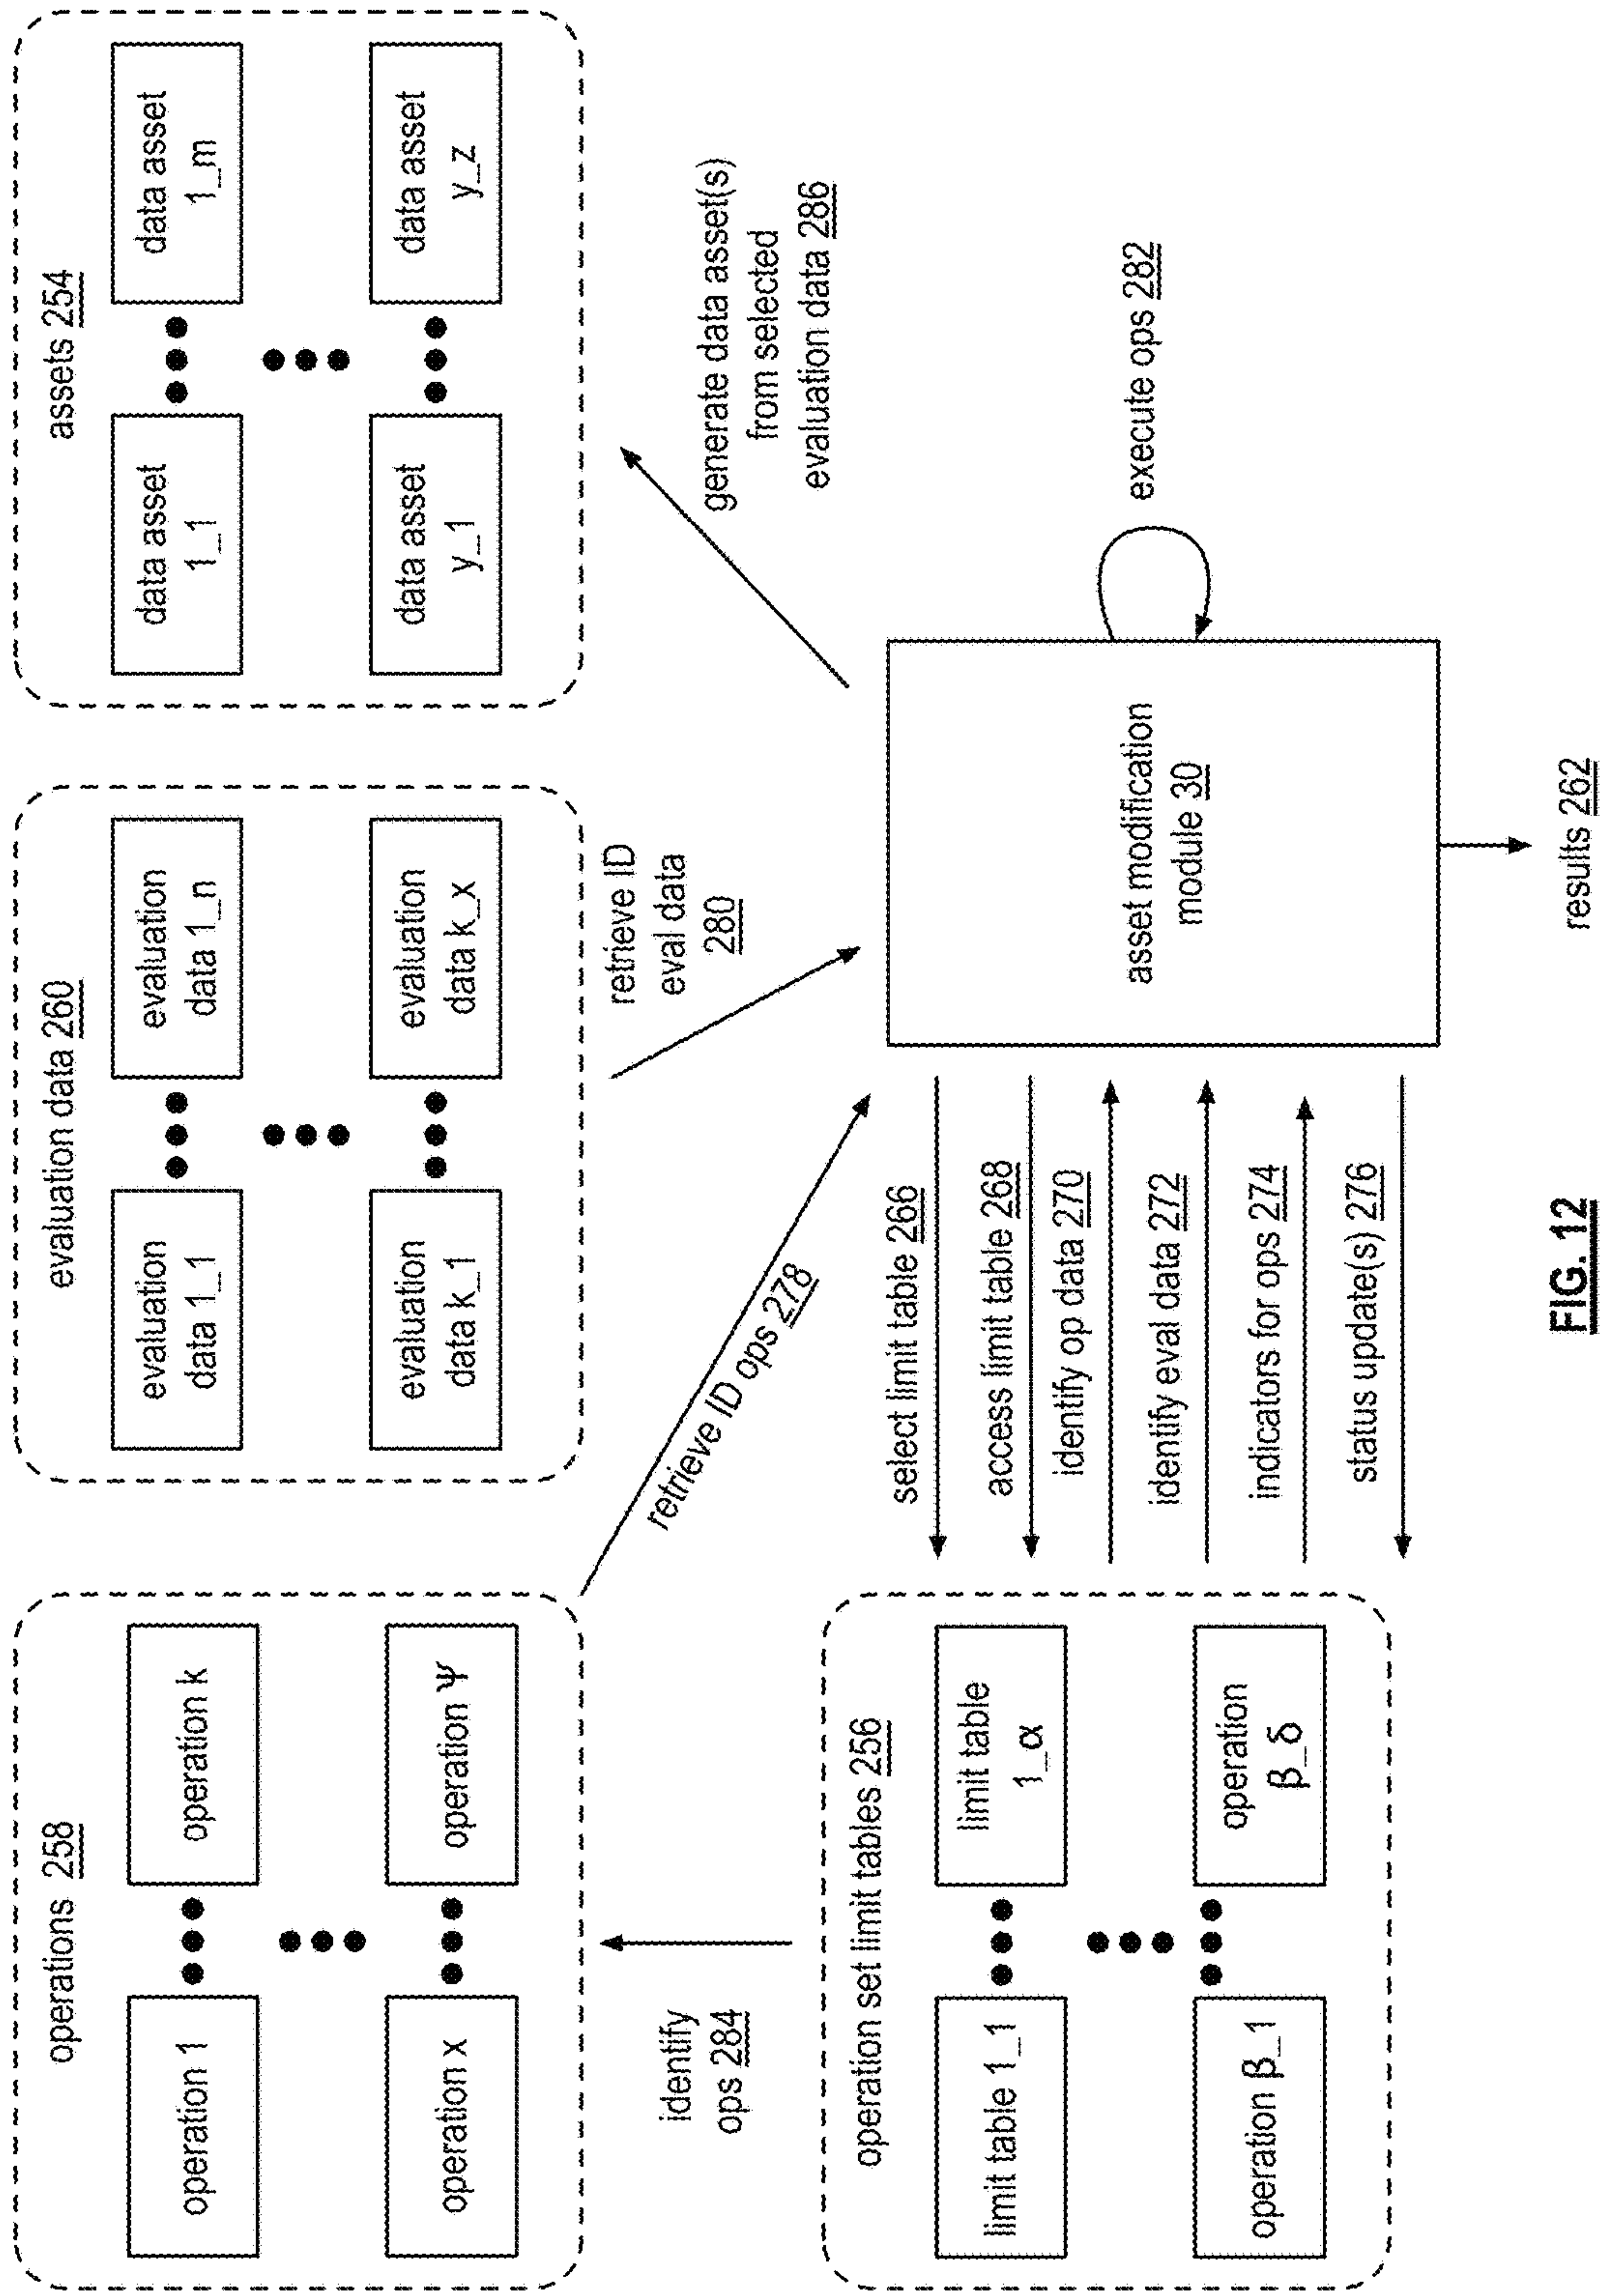 operations 258
operation 1
operation k
operation x
operation Ψ
evaluation data 260
evaluation
data 1_1
evaluation
data 1_n
evaluation
data k_1
evaluation
data k_x
assets 254
data asset
1_1
data asset
1_m
data asset
y_1
data asset
y_z
identify
ops 284
retrieve ID ops 278
retrieve ID
eval data
280
generate data asset(s)
from selected
evaluation data 286
operation set limit tables 256
limit table 1_1
limit table
1_α
operation β_1
operation
β_δ
select limit table 266
access limit table 268
identify op data 270
identify eval data 272
indicators for ops 274
status update(s) 276
asset modification
module 30
execute ops 282
results 262
FIG. 12